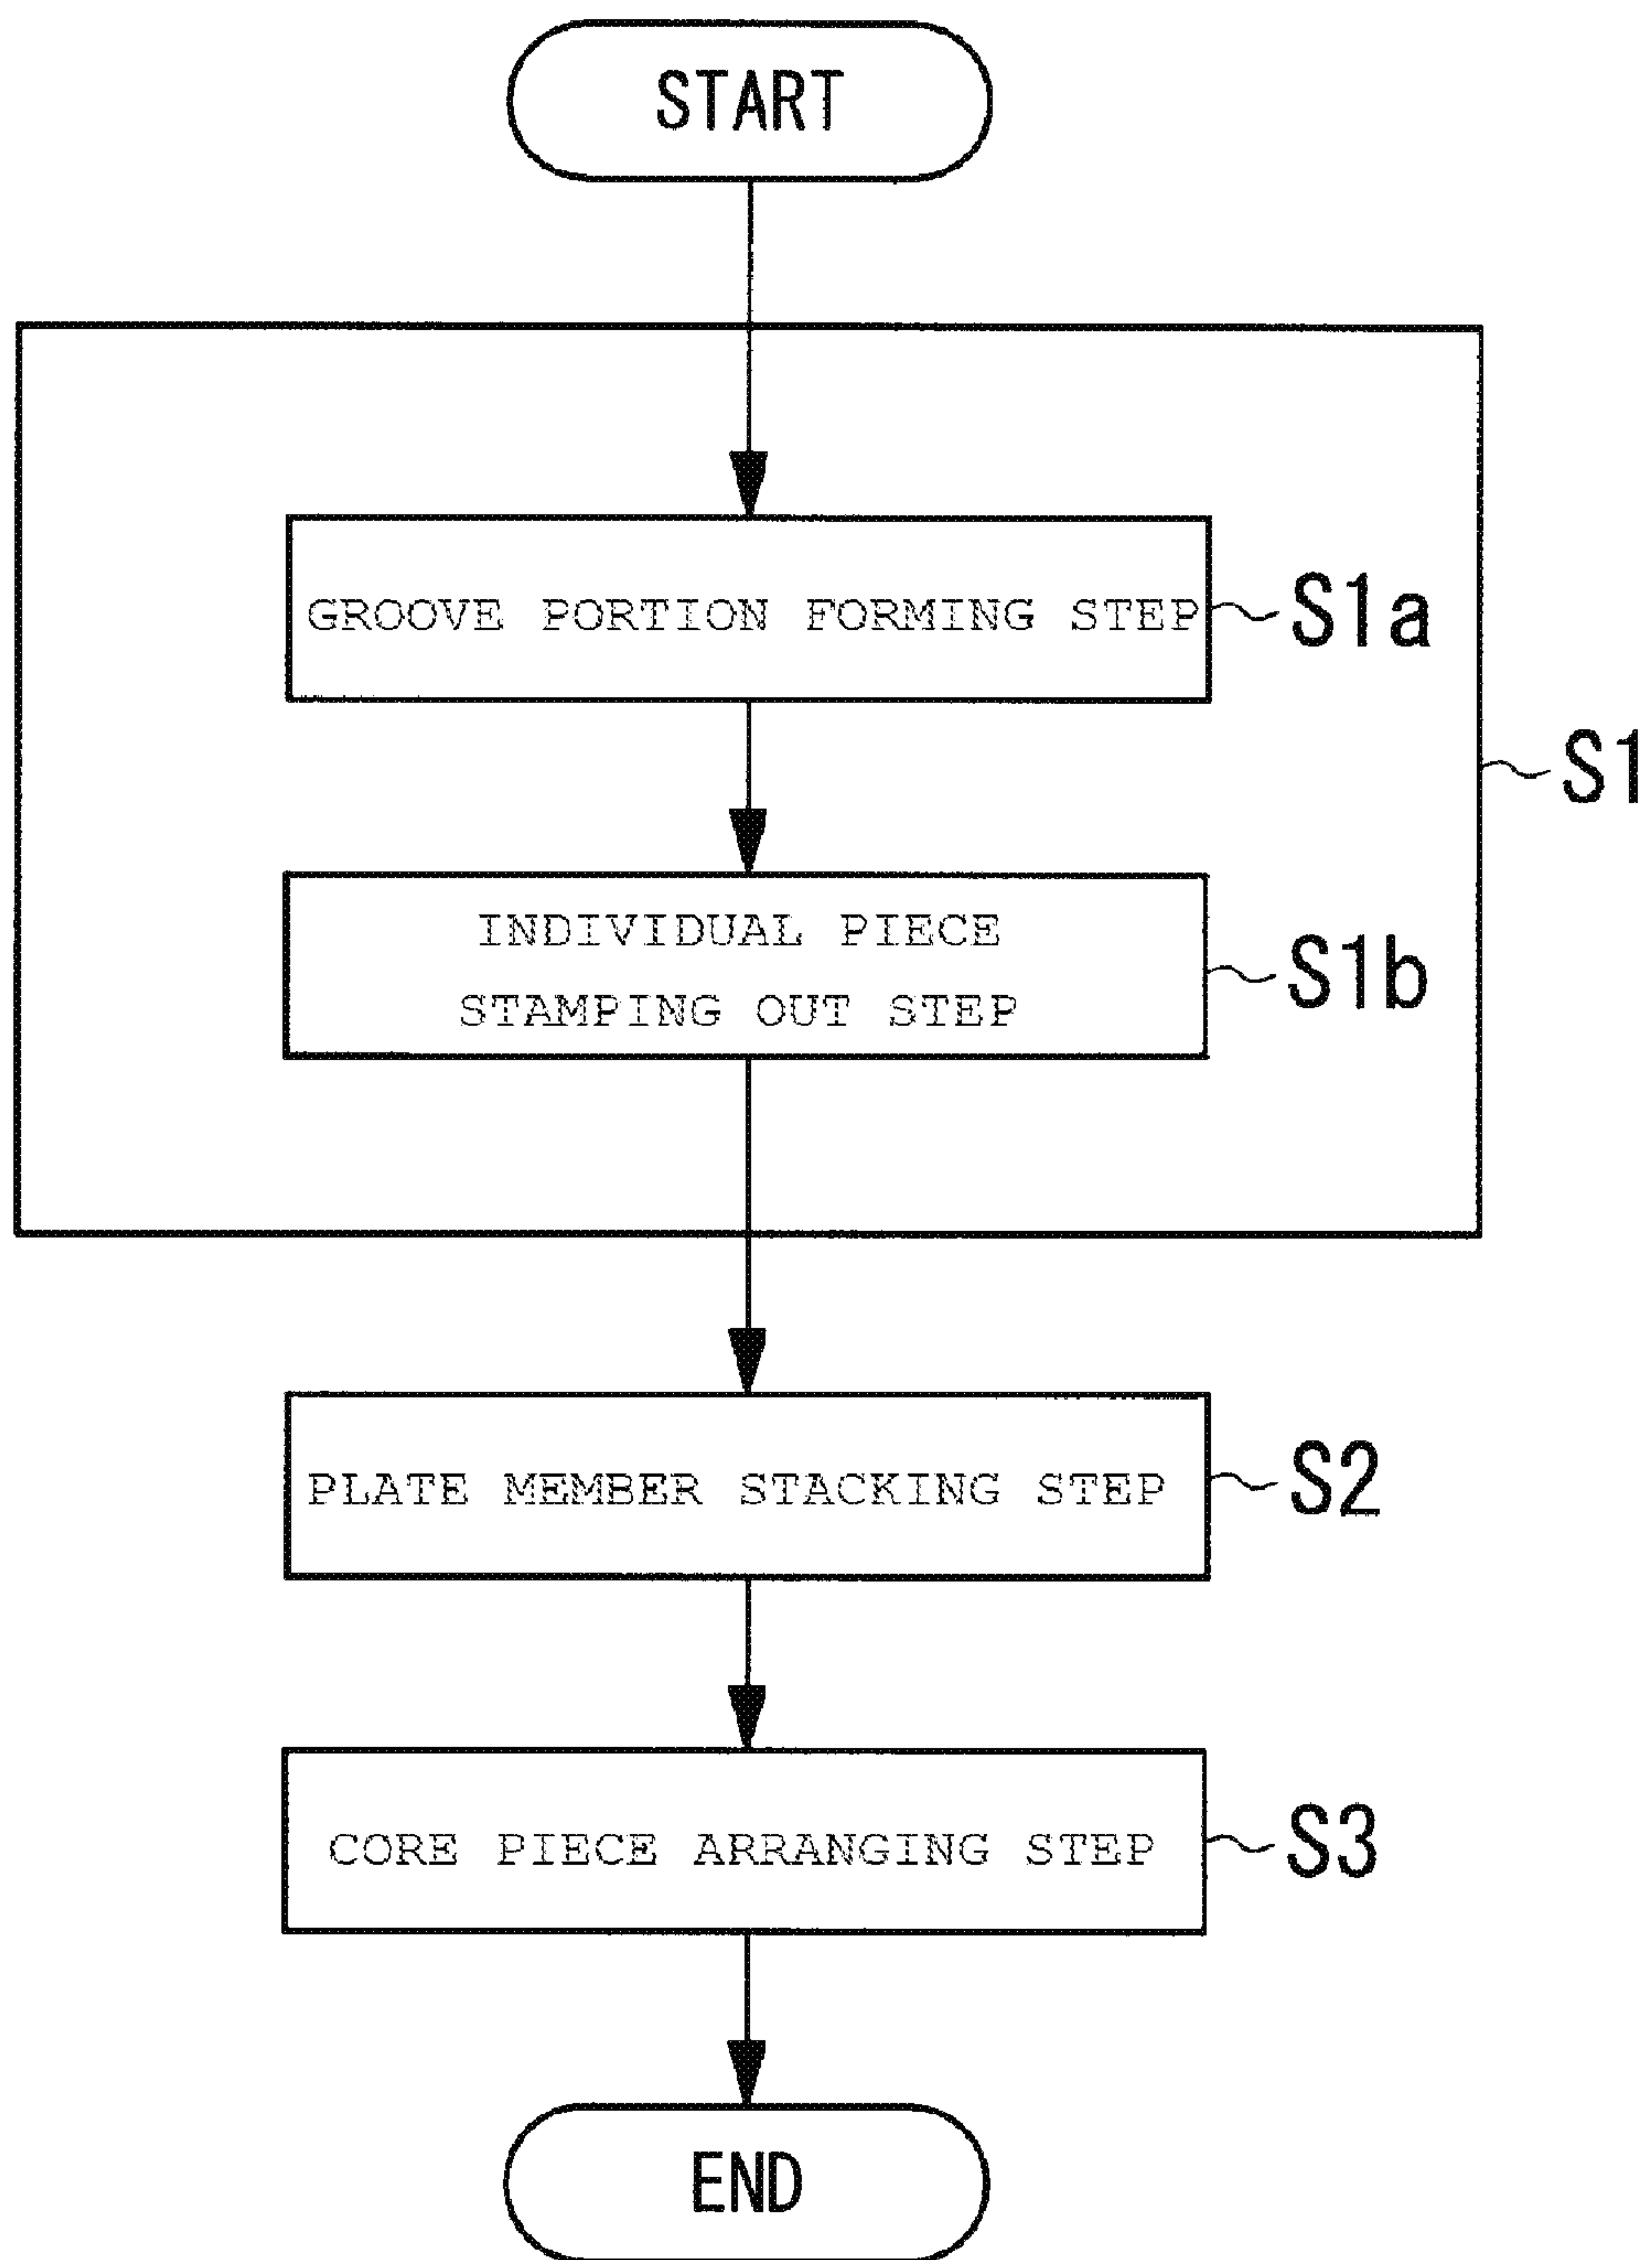 START
GROOVE PORTION FORMING STEP
S1a
S1
INDIVIDUAL PIECE
STAMPING OUT STEP
S1b
PLATE MEMBER STACKING STEP
S2
CORE PIECE ARRANGING STEP
S3
END